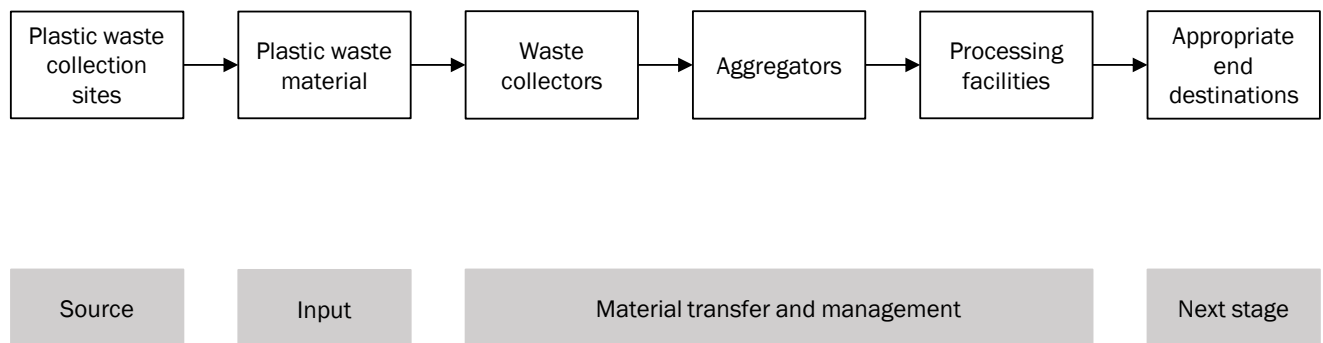 Plastic waste
collection
sites
Plastic waste
material
Waste
collectors
Aggregators
Processing
facilities
Appropriate
end
destinations
Source
Input
Material transfer and management
Next stage